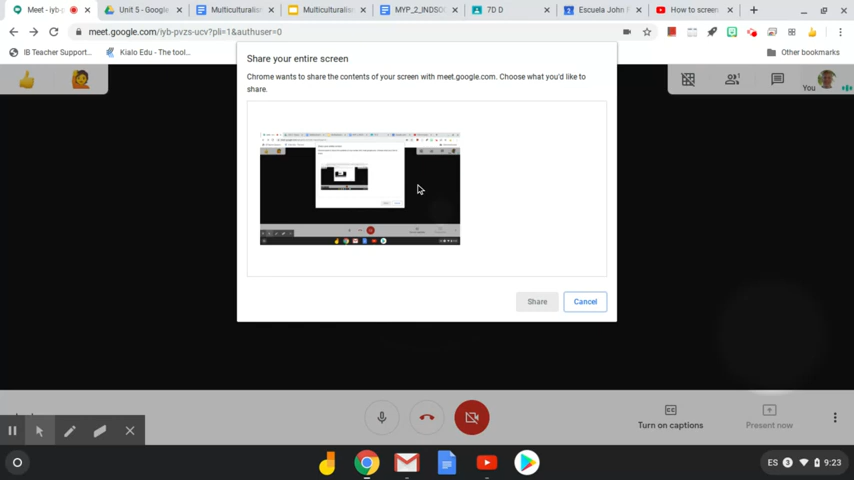 Meet - iyb-p
Unit 5 - Google
Multiculturalis
Multiculturalis
MYP_2_INDSOC
7D D
Escuela John F
How to screen
meet.google.com/iyb-pvzs-ucv?pli=1&authuser=0
IB Teacher Support...
Kialo Edu - The tool...
Other bookmarks
Share your entire screen
Chrome wants to share the contents of your screen with meet.google.com. Choose what you'd like to
share.
1
You
Share
Cancel
CC
Turn on captions
Present now
ES 3 9:23